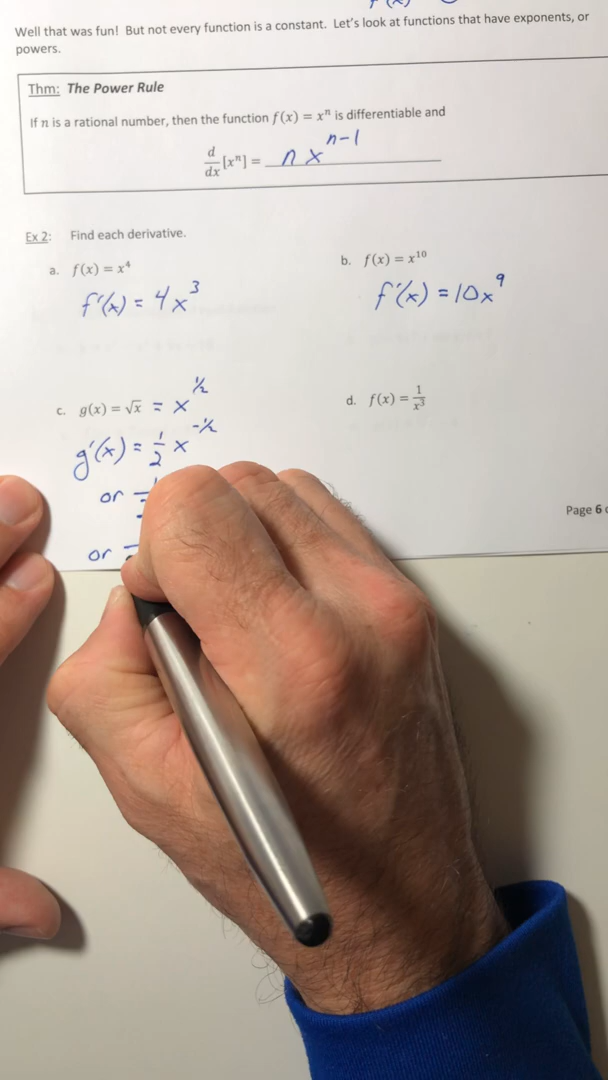 Well that was fun! But not every function is a constant. Let's look at functions that have exponents, or
powers.
Thm: The Power Rule
If n is a rational number, then the function f(x) = xⁿ is differentiable and
d/dx [xⁿ] = n x^(n-1)
Ex 2: Find each derivative.
a. f(x) = x⁴
f'(x) = 4x³
b. f(x) = x¹⁰
f'(x) = 10x⁹
c. g(x) = √x = x^(1/2)
g'(x) = 1/2 x^(-1/2)
or
or
d. f(x) = 1/x³
Page 6